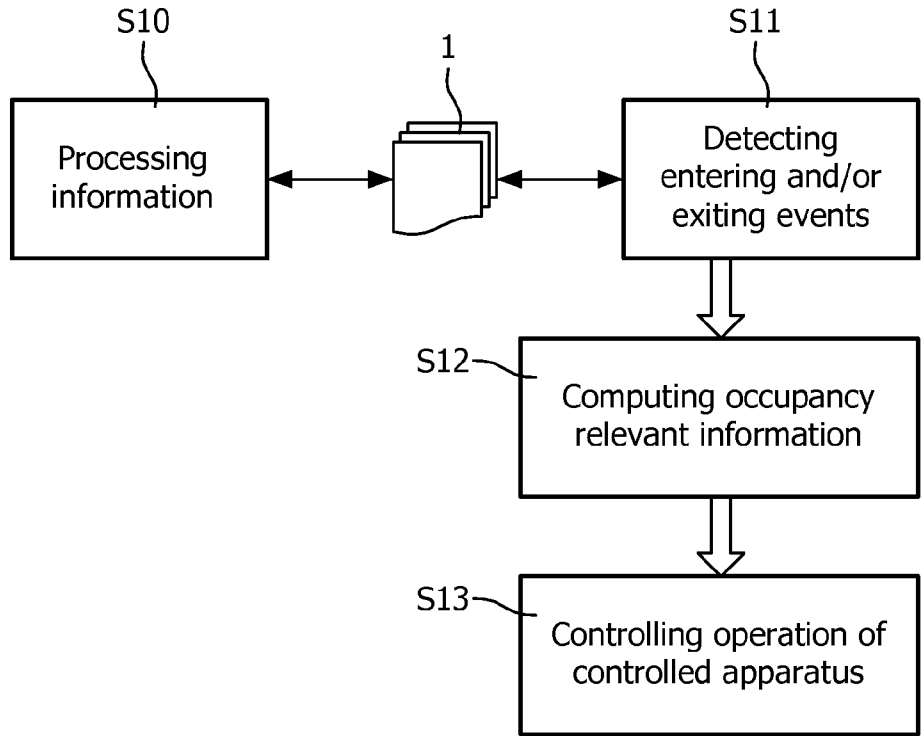 S10
1
S11
Processing
information
Detecting
entering and/or
exiting events
S12
Computing occupancy
relevant information
S13
Controlling operation of
controlled apparatus